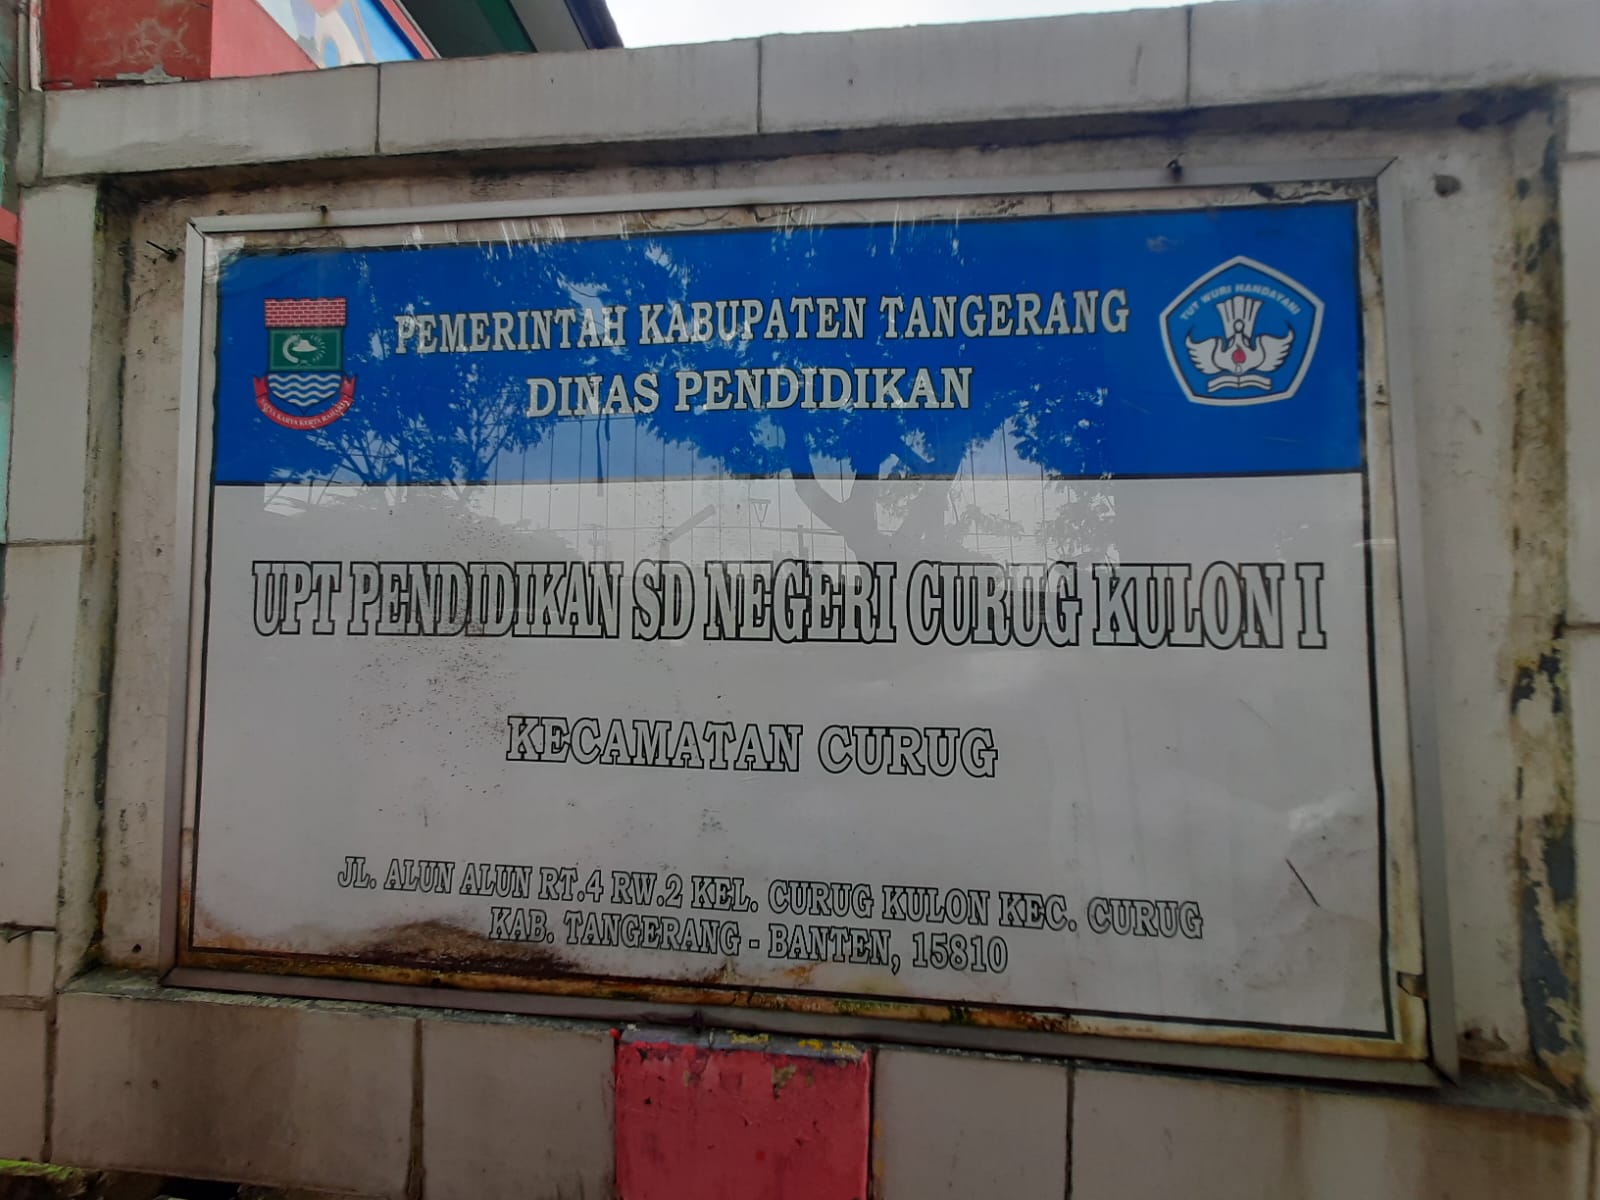 PEMERINTAH KABUPATEN TANGERANG
DINAS PENDIDIKAN
TUT WURI HANDAYANI
UPT PENDIDIKAN SD NEGERI CURUG KULON I
KECAMATAN CURUG
JL. ALUN ALUN RT.4 RW.2 KEL. CURUG KULON KEC. CURUG
KAB. TANGERANG - BANTEN, 15810